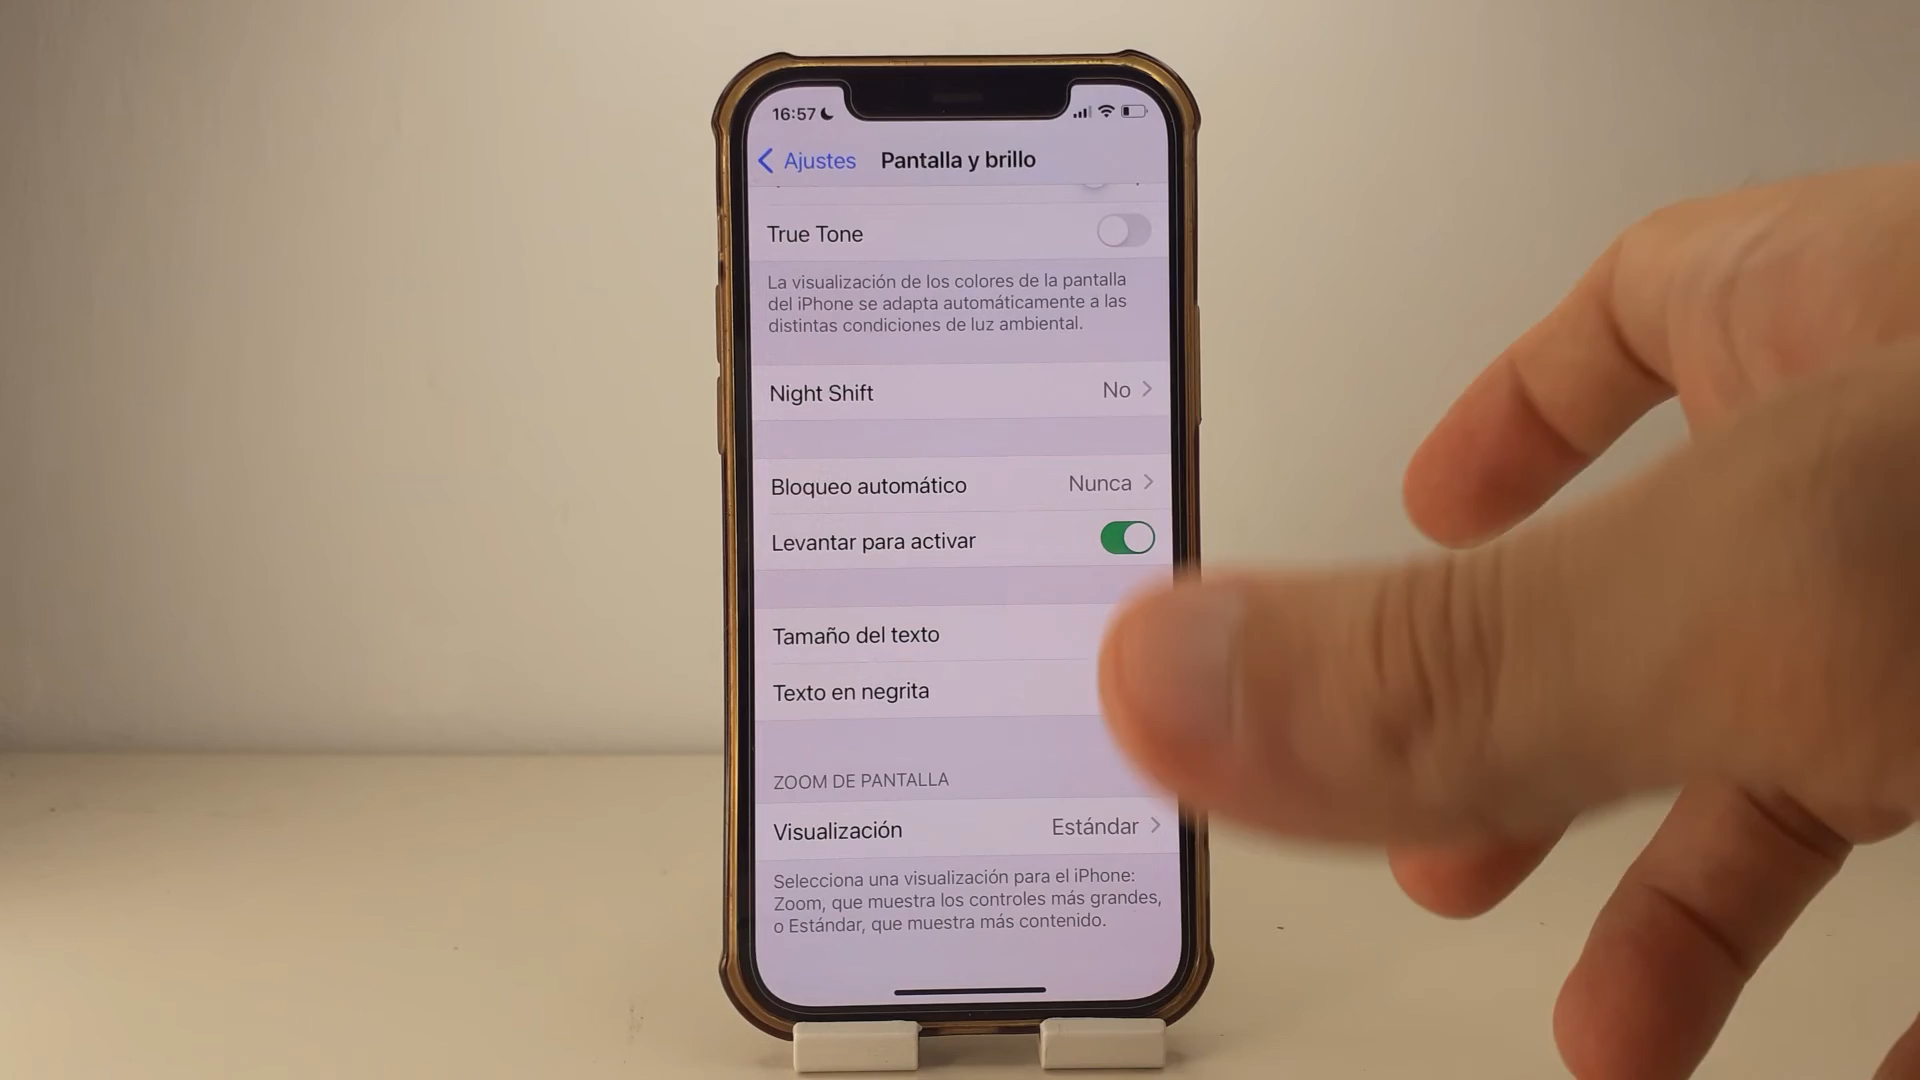 16:57
Ajustes Pantalla y brillo
True Tone
La visualización de los colores de la pantalla
del iPhone se adapta automáticamente a las
distintas condiciones de luz ambiental.
Night Shift No
Bloqueo automático Nunca
Levantar para activar
Tamaño del texto
Texto en negrita
ZOOM DE PANTALLA
Visualización Estándar
Selecciona una visualización para el iPhone:
Zoom, que muestra los controles más grandes,
o Estándar, que muestra más contenido.